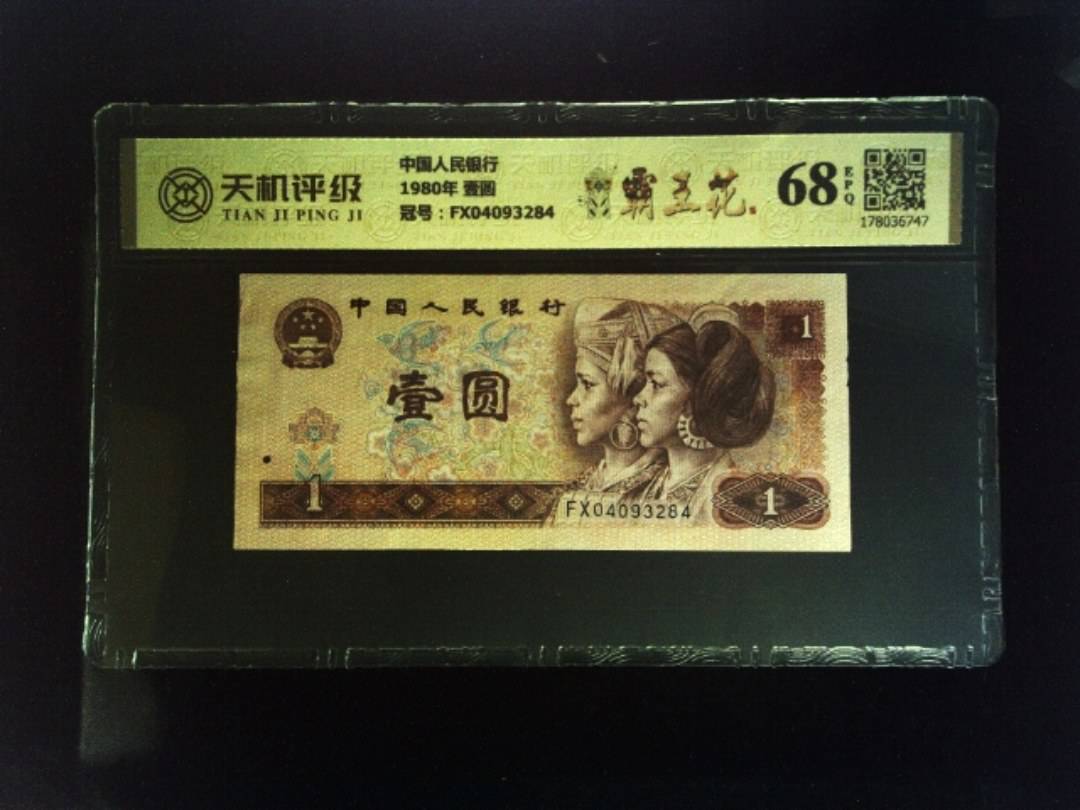 天机评级
TIAN JI PING JI
中国人民银行
1980年 壹圆
冠号：FX04093284
霸王花
68
EPQ
178036747
中国人民银行
1
壹圆
1
FX04093284
1